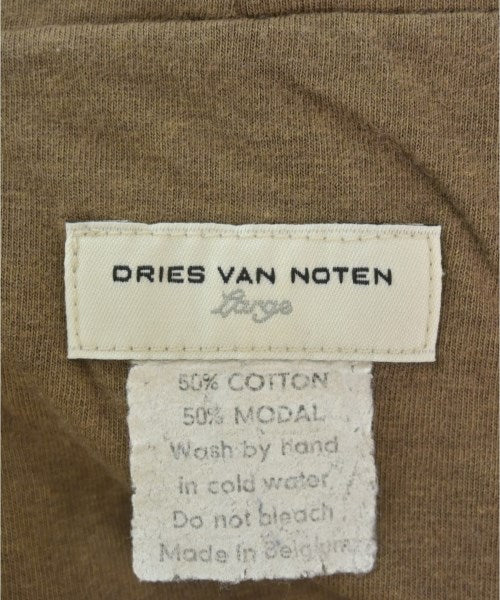 DRIES VAN NOTEN
Large
50% COTTON
50% MODAL
Wash by hand
in cold water
Do not bleach
Made in Belgium